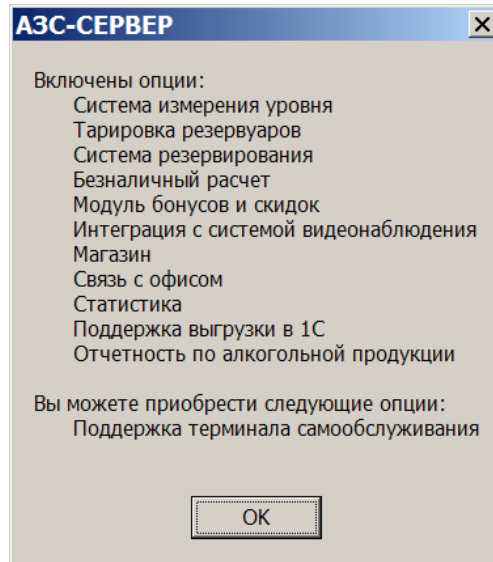 АЗС-СЕРВЕР
Включены опции:
Система измерения уровня
Тарировка резервуаров
Система резервирования
Безналичный расчет
Модуль бонусов и скидок
Интеграция с системой видеонаблюдения
Магазин
Связь с офисом
Статистика
Поддержка выгрузки в 1С
Отчетность по алкогольной продукции
Вы можете приобрести следующие опции:
Поддержка терминала самообслуживания
OK